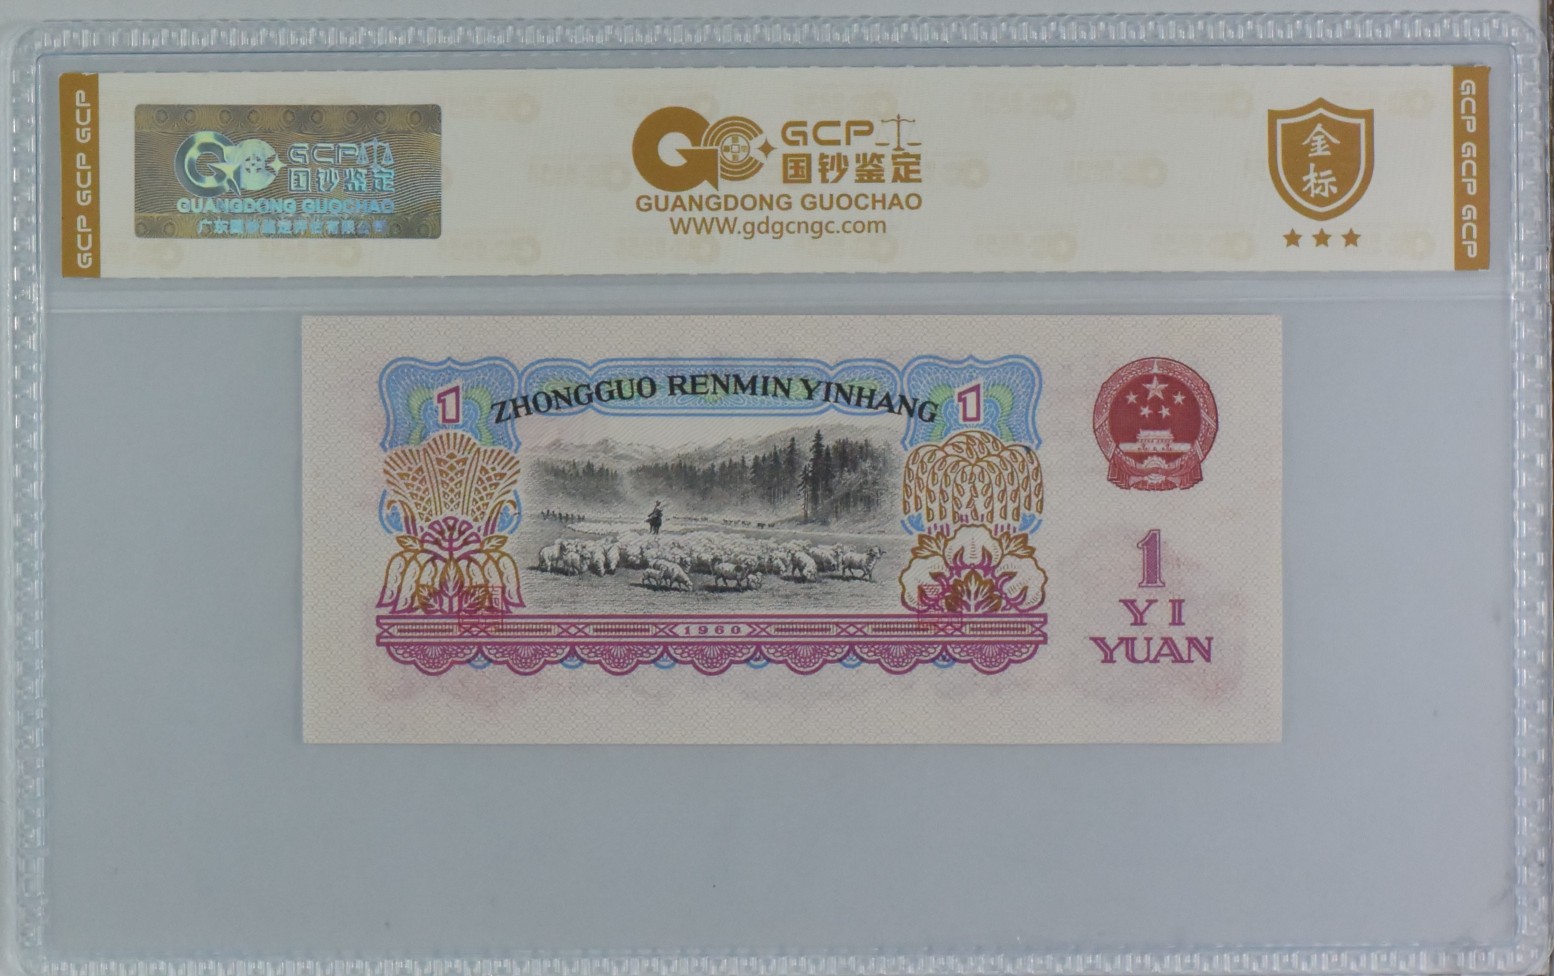 GCP GCP GCP
GCP
国钞鉴定
GUANGDONG GUOCHAO
GCP
国钞鉴定
GUANGDONG GUOCHAO
WWW.gdgcngc.com
金标
GCP GCP GCP
ZHONGGUO RENMIN YINHANG
1
1
1960
1
YI
YUAN